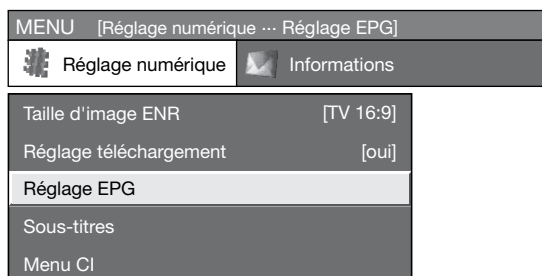 MENU [Réglage numérique ··· Réglage EPG]
Réglage numérique Informations
Taille d'image ENR [TV 16:9]
Réglage téléchargement [oui]
Réglage EPG
Sous-titres
Menu CI